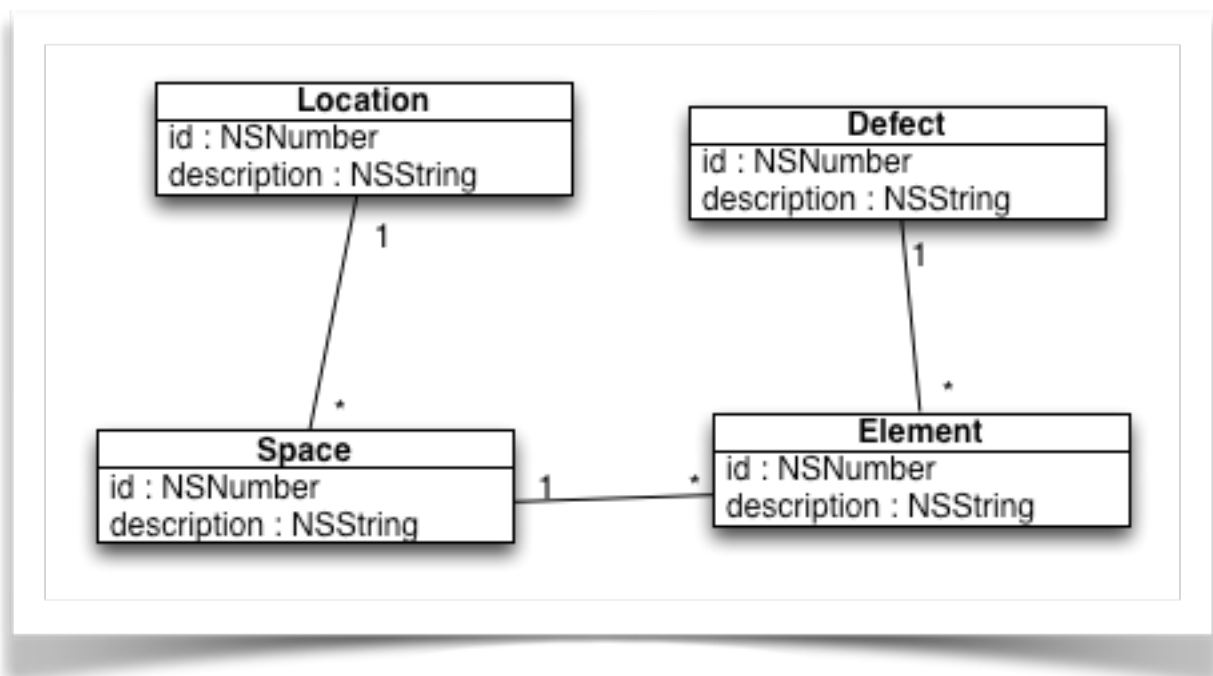 Location
id : NSNumber
description : NSString
1
*
Defect
id : NSNumber
description : NSString
1
*
Space
id : NSNumber
description : NSString
1
*
Element
id : NSNumber
description : NSString